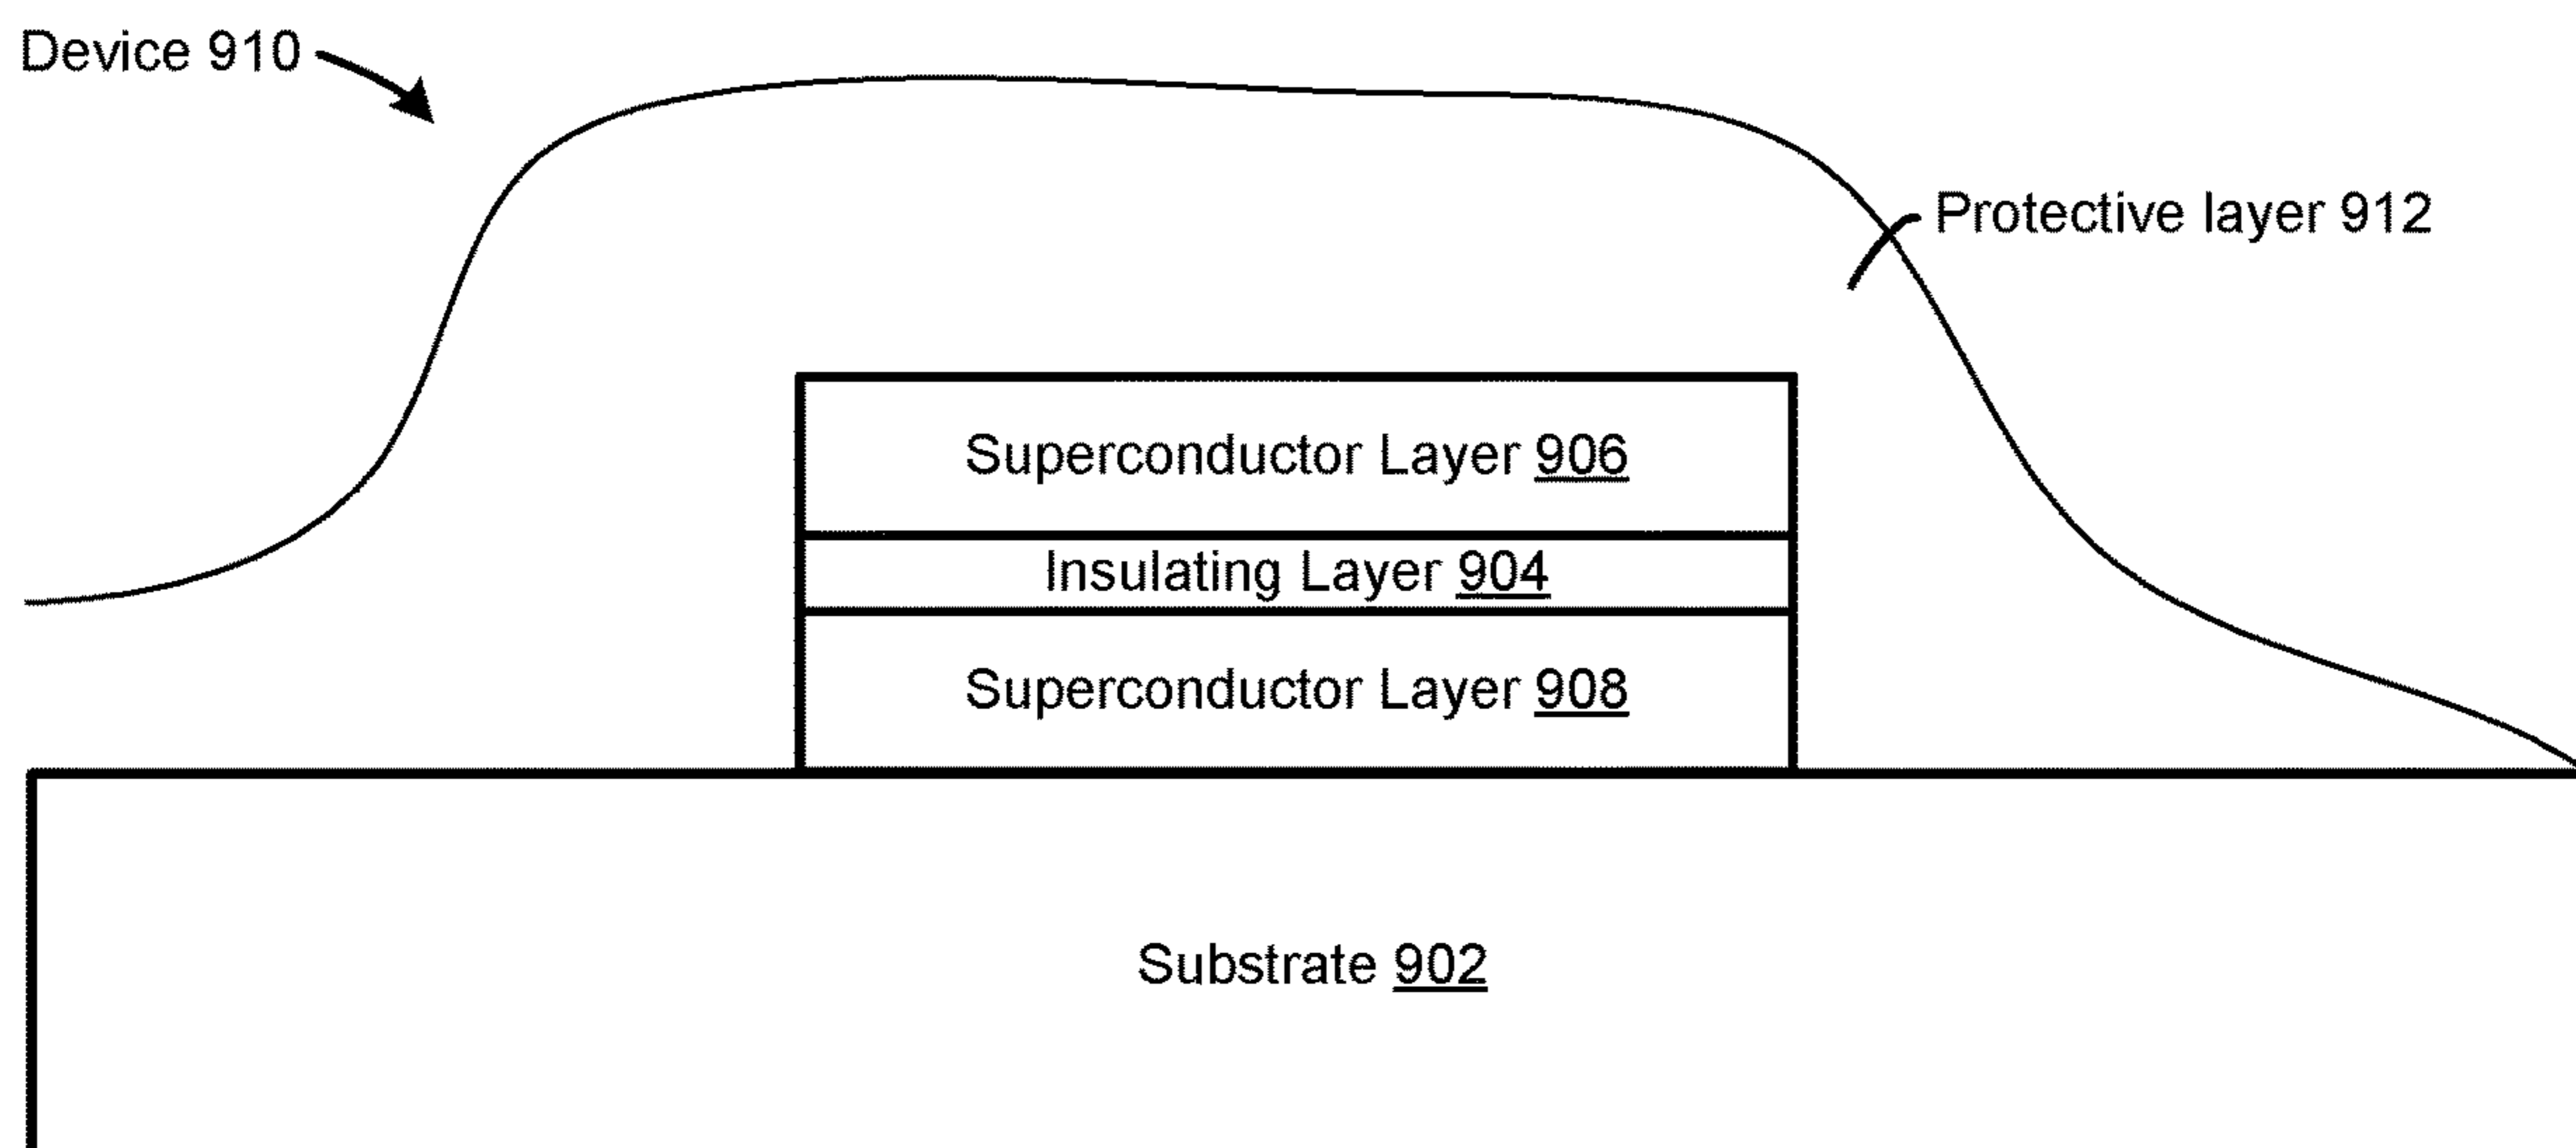 Device 910
Protective layer 912
Superconductor Layer 906
Insulating Layer 904
Superconductor Layer 908
Substrate 902